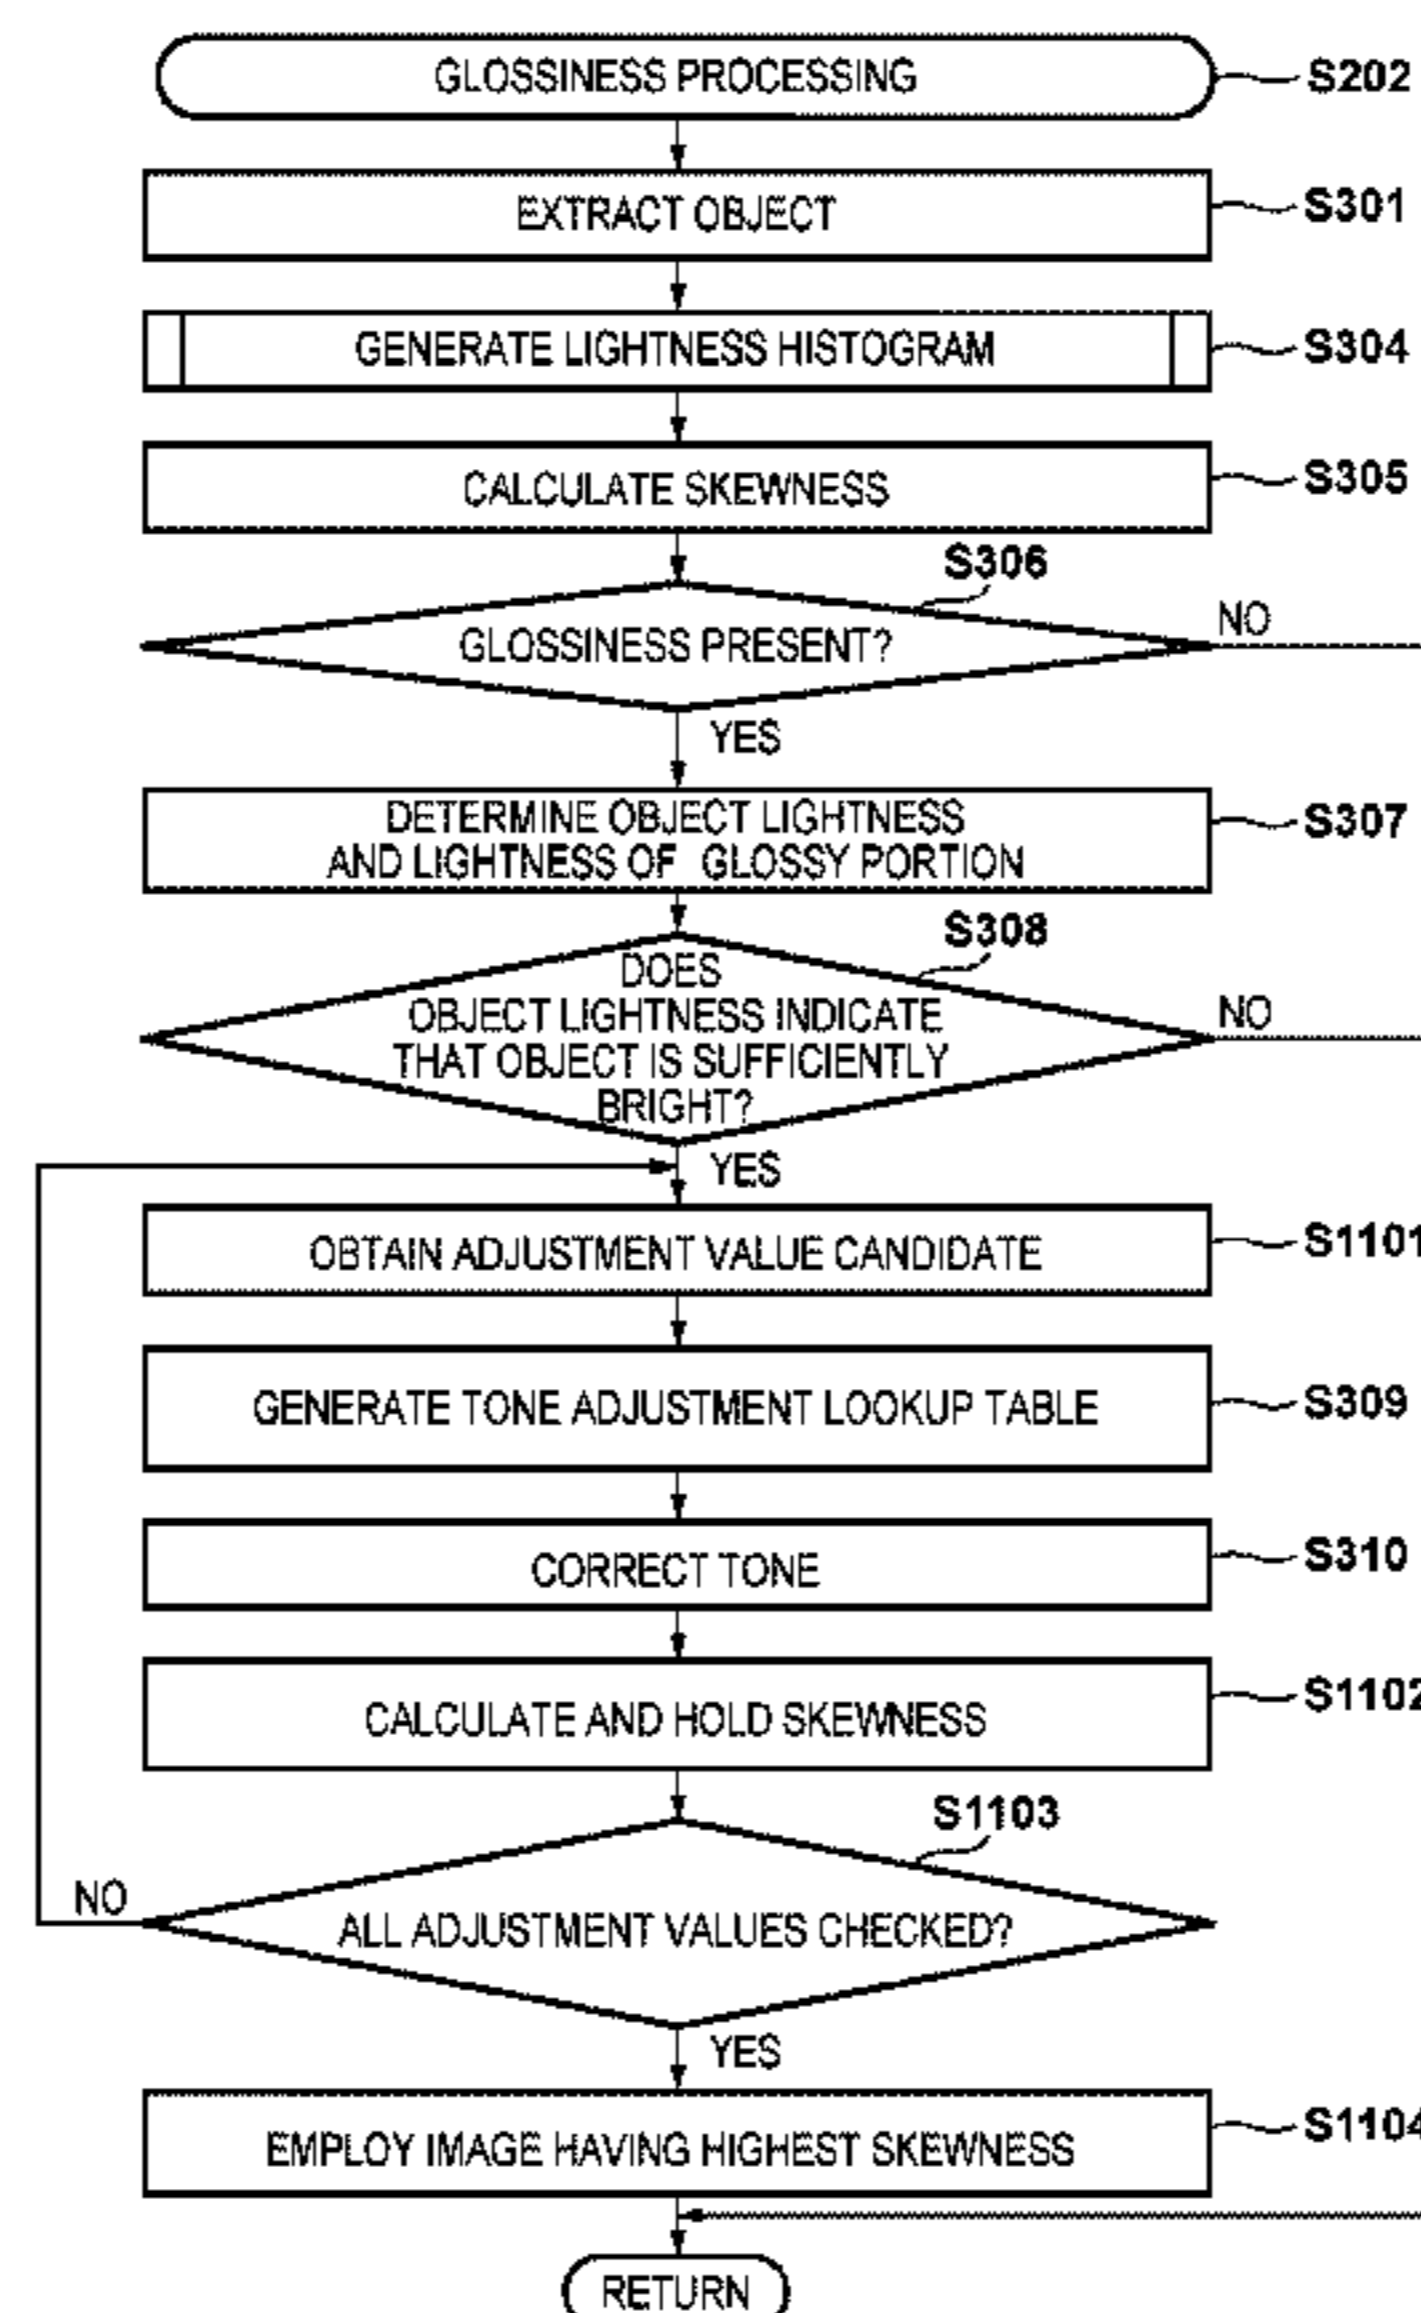 GLOSSINESS PROCESSING
S202
EXTRACT OBJECT
S301
GENERATE LIGHTNESS HISTOGRAM
S304
CALCULATE SKEWNESS
S305
S306
GLOSSINESS PRESENT?
NO
YES
DETERMINE OBJECT LIGHTNESS
AND LIGHTNESS OF GLOSSY PORTION
S307
S308
DOES
OBJECT LIGHTNESS INDICATE
THAT OBJECT IS SUFFICIENTLY
BRIGHT?
NO
YES
OBTAIN ADJUSTMENT VALUE CANDIDATE
S1101
GENERATE TONE ADJUSTMENT LOOKUP TABLE
S309
CORRECT TONE
S310
CALCULATE AND HOLD SKEWNESS
S1102
S1103
ALL ADJUSTMENT VALUES CHECKED?
NO
YES
EMPLOY IMAGE HAVING HIGHEST SKEWNESS
S1104
RETURN